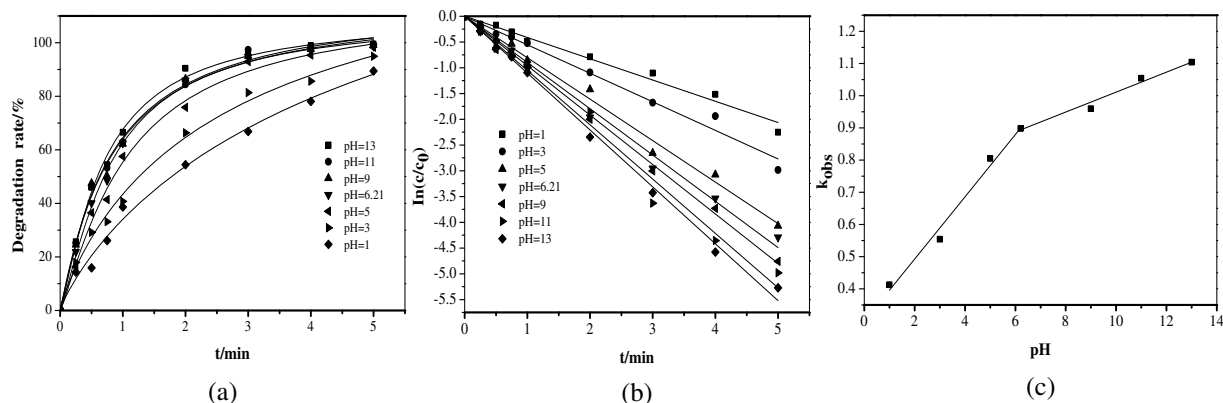 Degradation rate/%
100
80
60
40
20
0
pH=13
pH=11
pH=9
pH=6.21
pH=5
pH=3
pH=1
0 1 2 3 4 5
t/min
(a)
In(c/c0)
0.0
-0.5
-1.0
-1.5
-2.0
-2.5
-3.0
-3.5
-4.0
-4.5
-5.0
-5.5
pH=1
pH=3
pH=5
pH=6.21
pH=9
pH=11
pH=13
0 1 2 3 4 5
t/min
(b)
kobs
1.2
1.1
1.0
0.9
0.8
0.7
0.6
0.5
0.4
0 2 4 6 8 10 12 14
pH
(c)